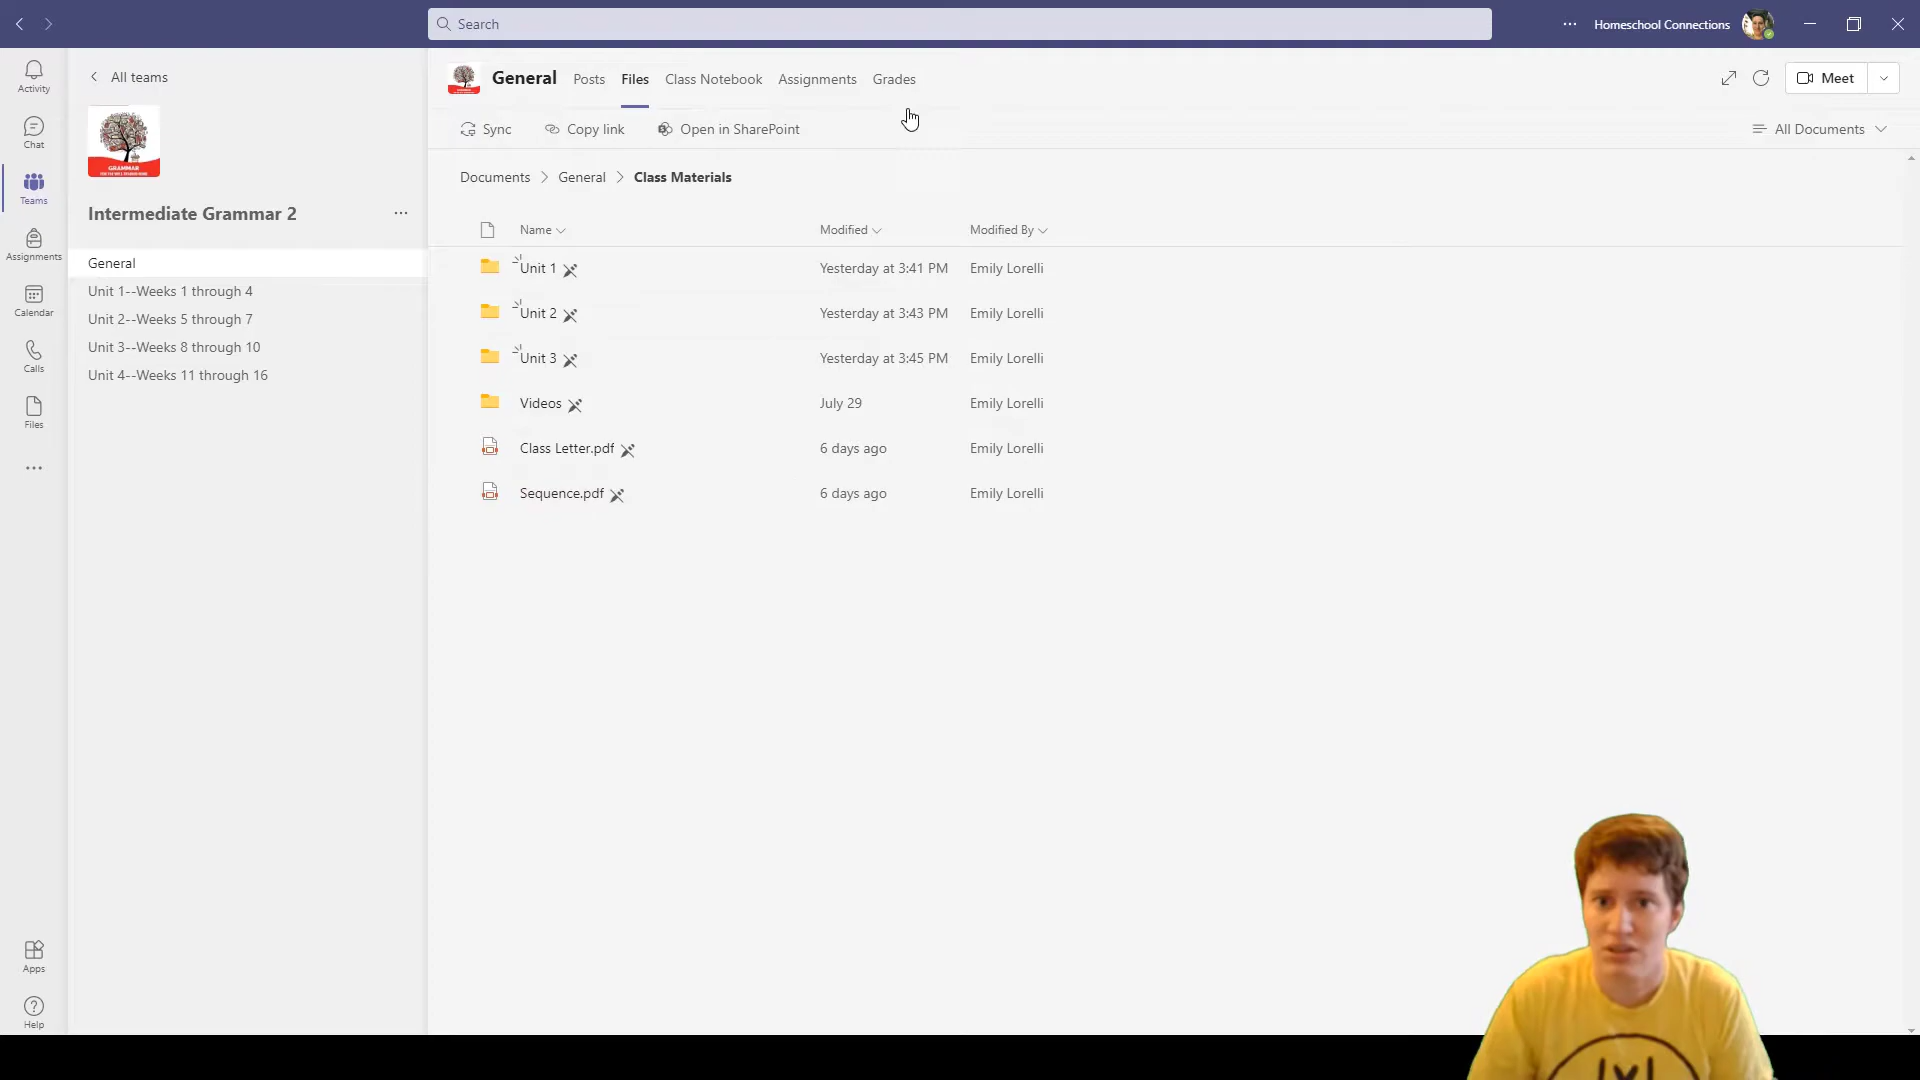 Search
Homeschool Connections
Activity
Chat
Teams
Assignments
Calendar
Calls
Files
Apps
Help
All teams
GRAMMAR
Intermediate Grammar 2
General
Unit 1--Weeks 1 through 4
Unit 2--Weeks 5 through 7
Unit 3--Weeks 8 through 10
Unit 4--Weeks 11 through 16
General Posts Files Class Notebook Assignments Grades
Meet
Sync Copy link Open in SharePoint
All Documents
Documents > General > Class Materials
Name Modified Modified By
Unit 1 Yesterday at 3:41 PM Emily Lorelli
Unit 2 Yesterday at 3:43 PM Emily Lorelli
Unit 3 Yesterday at 3:45 PM Emily Lorelli
Videos July 29 Emily Lorelli
Class Letter.pdf 6 days ago Emily Lorelli
Sequence.pdf 6 days ago Emily Lorelli